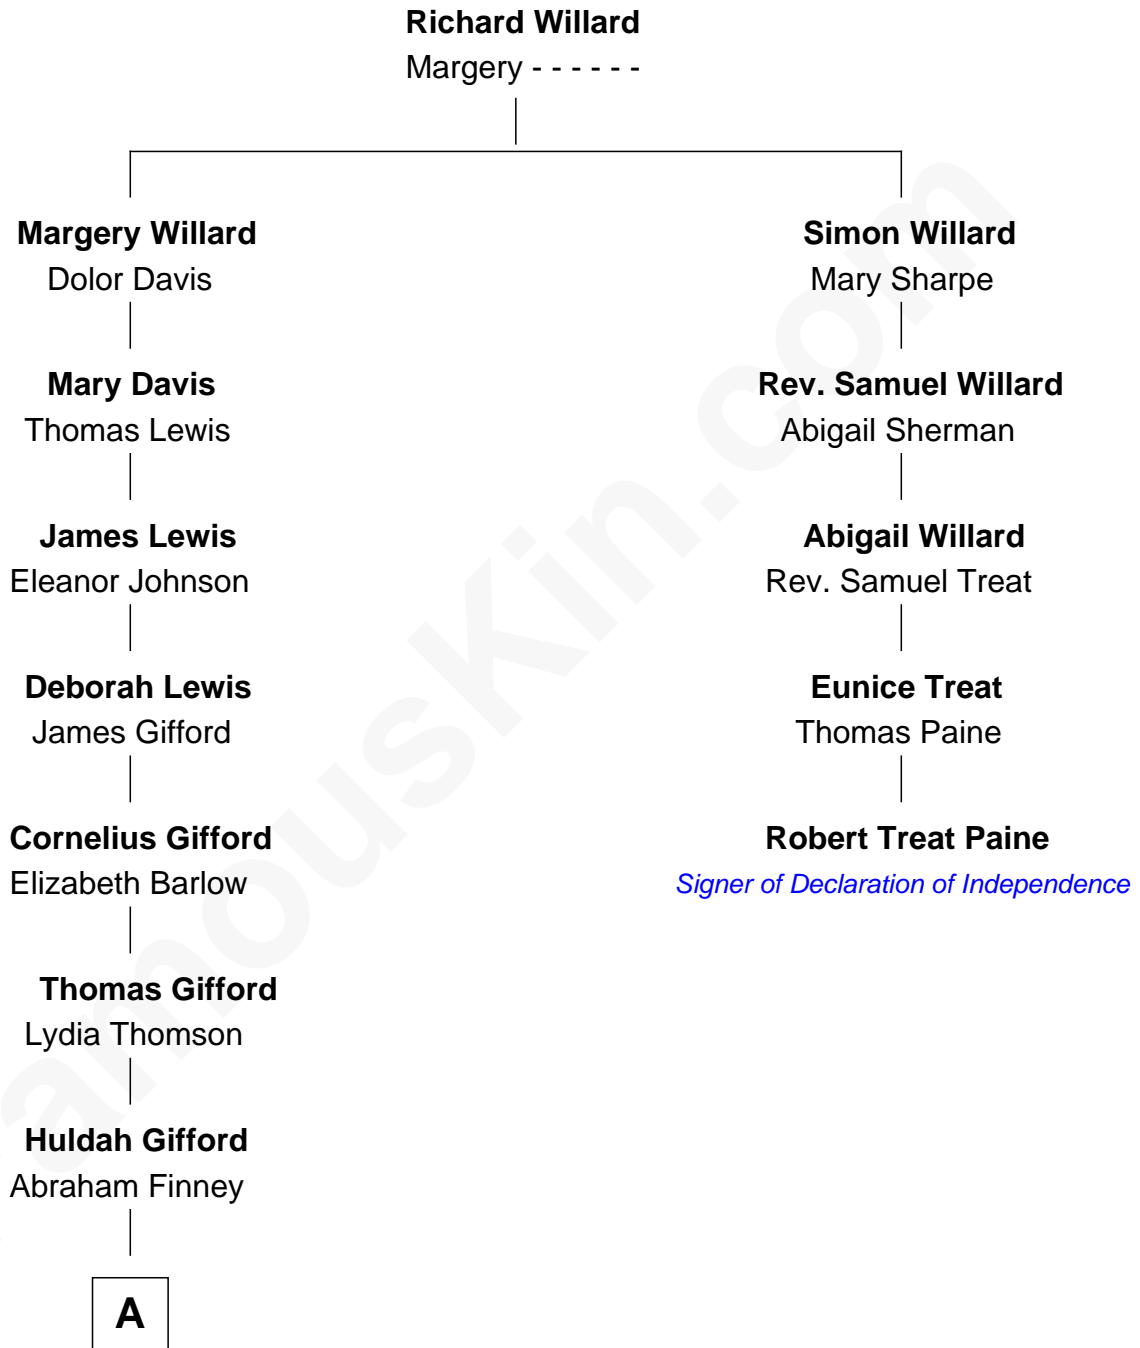 Richard Willard
Margery - - - - - -
Margery Willard
Dolor Davis
Simon Willard
Mary Sharpe
Mary Davis
Thomas Lewis
Rev. Samuel Willard
Abigail Sherman
James Lewis
Eleanor Johnson
Abigail Willard
Rev. Samuel Treat
Deborah Lewis
James Gifford
Eunice Treat
Thomas Paine
Cornelius Gifford
Elizabeth Barlow
Robert Treat Paine
Signer of Declaration of Independence
Thomas Gifford
Lydia Thomson
Huldah Gifford
Abraham Finney
A
amousKin.com